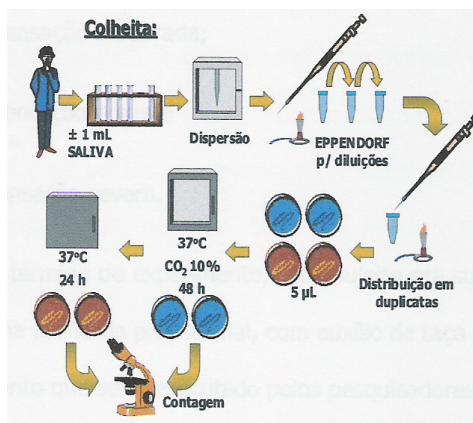 Colheita:
± 1 mL
SALIVA
Dispersão
EPPENDORF
p/ diluições
Distribuição em
duplicatas
5 µL
37ºC
CO₂ 10%
48 h
37ºC
24 h
Contagem